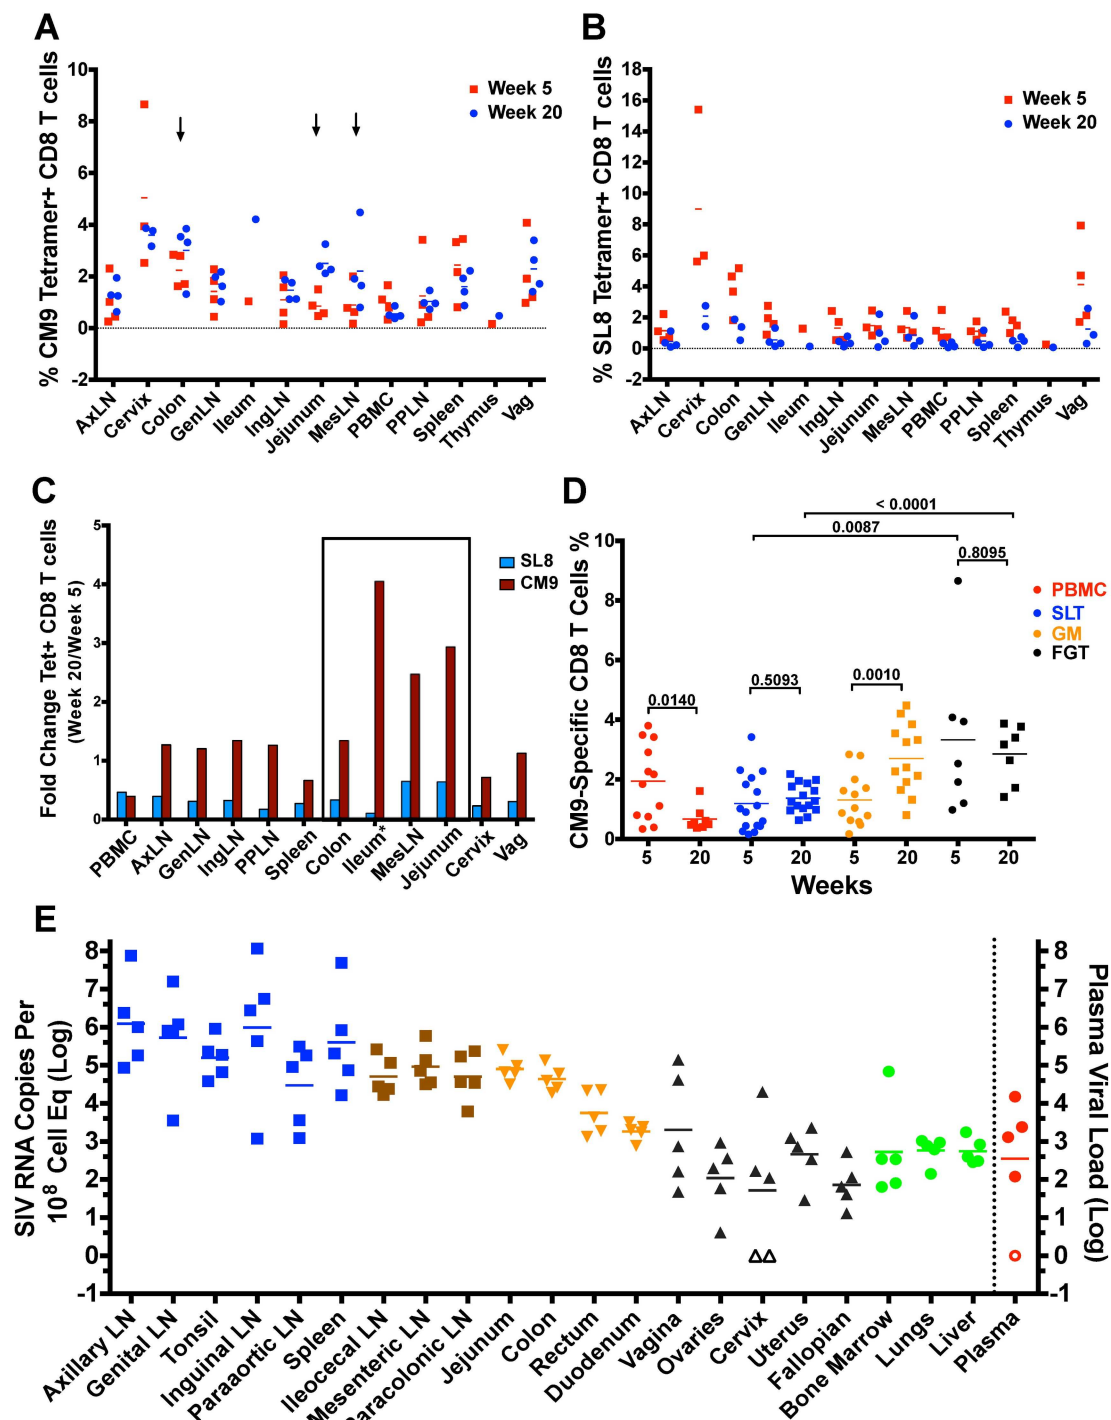 A
% CM9 Tetramer+ CD8 T cells
10
8
6
4
2
0
-2
Week 5
Week 20
AxLN
Cervix
Colon
GenLN
Ileum
IngLN
Jejunum
MesLN
PBMC
PPLN
Spleen
Thymus
Vag
B
% SL8 Tetramer+ CD8 T cells
18
16
14
12
10
8
6
4
2
0
-2
Week 5
Week 20
AxLN
Cervix
Colon
GenLN
Ileum
IngLN
Jejunum
MesLN
PBMC
PPLN
Spleen
Thymus
Vag
C
Fold Change Tet+ CD8 T cells
(Week 20/Week 5)
5
4
3
2
1
0
SL8
CM9
PBMC
AxLN
GenLN
IngLN
PPLN
Spleen
Colon
Ileum*
MesLN
Jejunum
Cervix
Vag
D
CM9-Specific CD8 T Cells %
10
8
6
4
2
0
< 0.0001
0.0087
0.8095
0.0140
0.5093
0.0010
PBMC
SLT
GM
FGT
5 20 5 20 5 20 5 20
Weeks
E
SIV RNA Copies Per
10⁸ Cell Eq (Log)
8
7
6
5
4
3
2
1
0
-1
8
7
6
5
4
3
2
1
0
-1
Plasma Viral Load (Log)
Axillary LN
Genital LN
Tonsil
Inguinal LN
Paraaortic LN
Spleen
Ileocecal LN
Mesenteric LN
Paracolonic LN
Jejunum
Colon
Rectum
Duodenum
Vagina
Ovaries
Cervix
Uterus
Fallopian
Bone Marrow
Lungs
Liver
Plasma